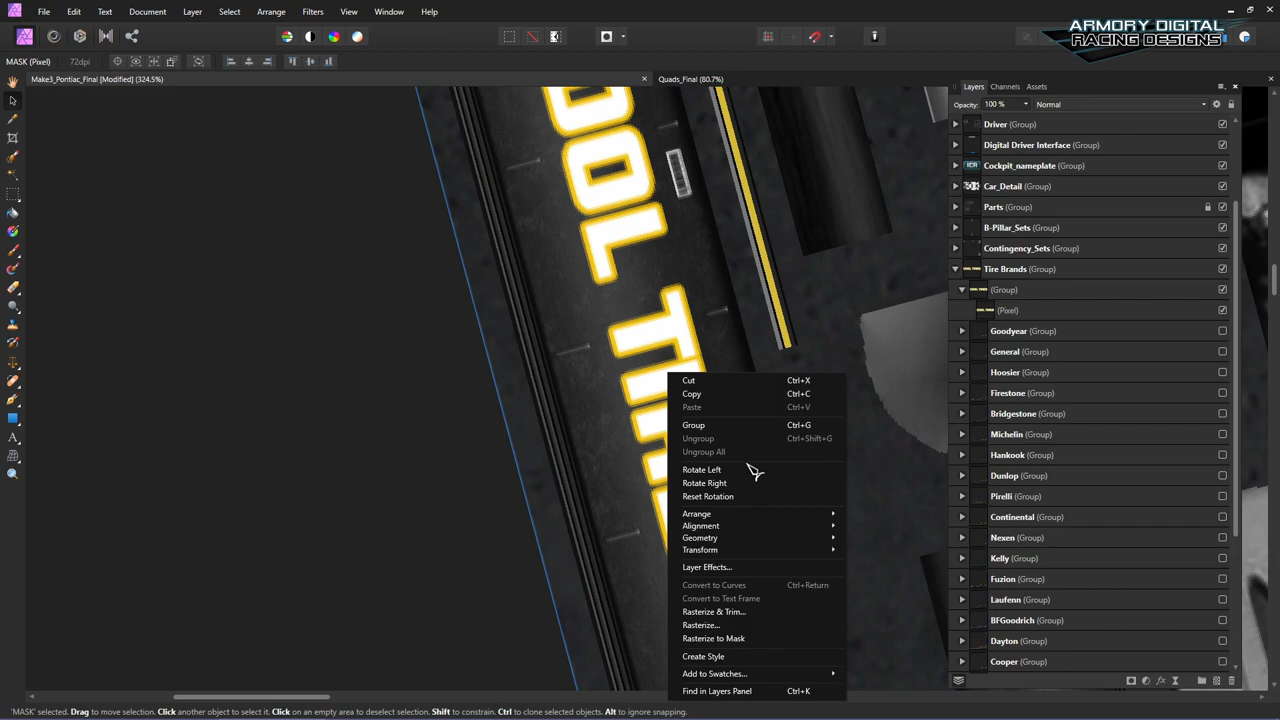 File Edit Text Document Layer Select Arrange Filters View Window Help
ARMORY DIGITAL
RACING DESIGNS
MASK (Pixel) 72dpi
Make3_Pontiac_Final [Modified] (324.5%)
Quads_Final (80.7%)
Layers Channels Assets
Opacity: 100 % Normal
Driver (Group)
Digital Driver Interface (Group)
Cockpit_nameplate (Group)
Car_Detail (Group)
Parts (Group)
B-Pillar_Sets (Group)
Contingency_Sets (Group)
Tire Brands (Group)
(Group)
(Pixel)
Goodyear (Group)
General (Group)
Hoosier (Group)
Firestone (Group)
Bridgestone (Group)
Michelin (Group)
Hankook (Group)
Dunlop (Group)
Pirelli (Group)
Continental (Group)
Nexen (Group)
Kelly (Group)
Fuzion (Group)
Laufenn (Group)
BFGoodrich (Group)
Dayton (Group)
Cooper (Group)
OOL TIR
Cut Ctrl+X
Copy Ctrl+C
Paste Ctrl+V
Group Ctrl+G
Ungroup Ctrl+Shift+G
Ungroup All
Rotate Left
Rotate Right
Reset Rotation
Arrange
Alignment
Geometry
Transform
Layer Effects...
Convert to Curves Ctrl+Return
Convert to Text Frame
Rasterize & Trim...
Rasterize...
Rasterize to Mask
Create Style
Add to Swatches...
Find in Layers Panel Ctrl+K
'MASK' selected. Drag to move selection. Click another object to select it. Click on an empty area to deselect selection. Shift to constrain. Ctrl to clone selected objects. Alt to ignore snapping.